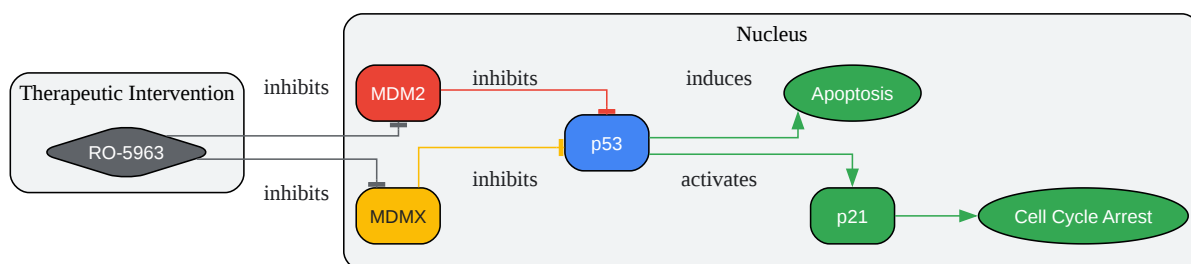 Nucleus
Therapeutic Intervention
inhibits
MDM2
inhibits
induces
Apoptosis
RO-5963
p53
inhibits
MDMX
inhibits
activates
p21
Cell Cycle Arrest